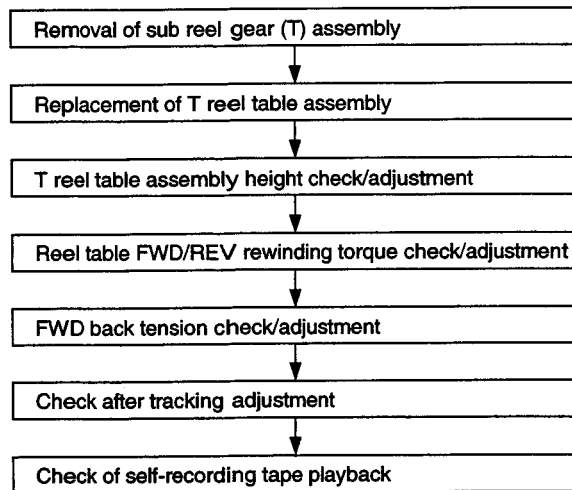 Removal of sub reel gear (T) assembly
Replacement of T reel table assembly
T reel table assembly height check/adjustment
Reel table FWD/REV rewinding torque check/adjustment
FWD back tension check/adjustment
Check after tracking adjustment
Check of self-recording tape playback